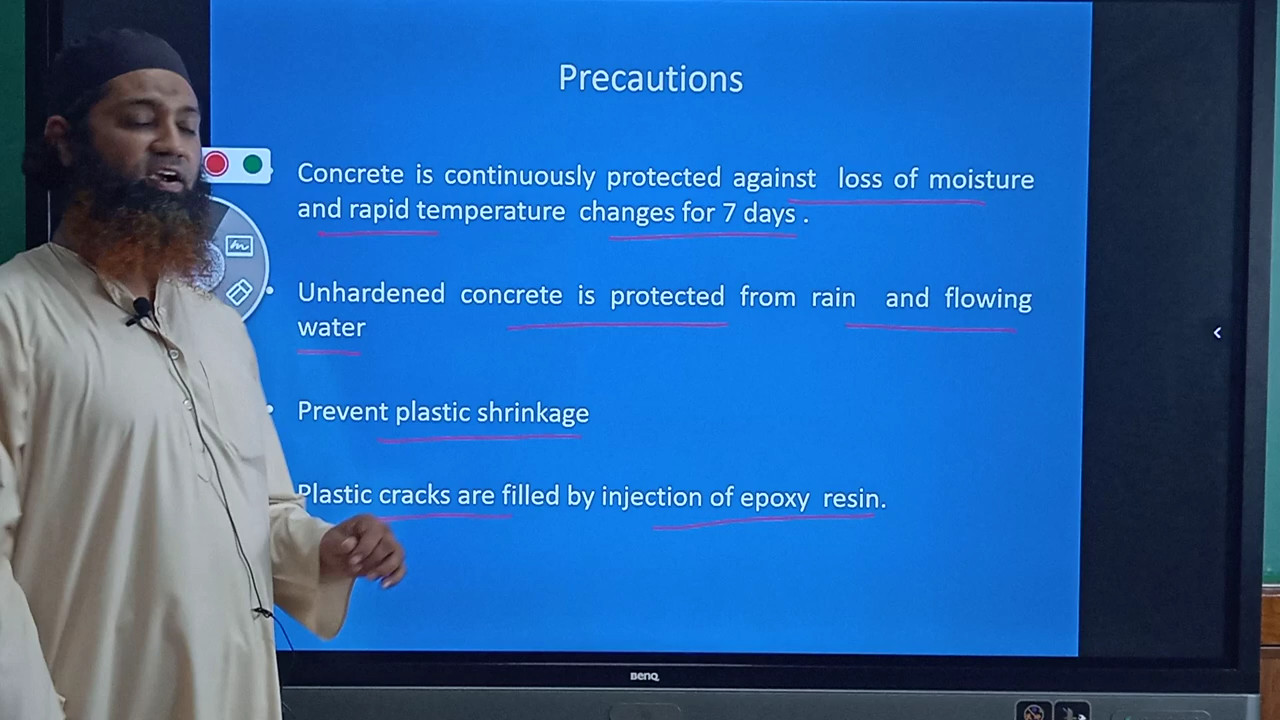 Precautions
Concrete is continuously protected against loss of moisture
and rapid temperature changes for 7 days .
Unhardened concrete is protected from rain and flowing
water
Prevent plastic shrinkage
Plastic cracks are filled by injection of epoxy resin.
BenQ